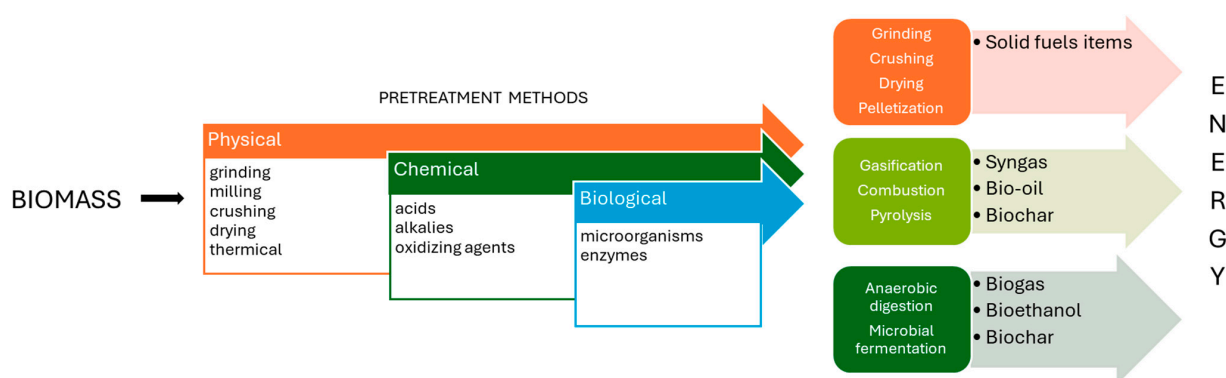 BIOMASS
PRETREATMENT METHODS
Physical
grinding
milling
crushing
drying
thermical
Chemical
acids
alkalies
oxidizing agents
Biological
microorganisms
enzymes
Grinding
Crushing
Drying
Pelletization
• Solid fuels items
Gasification
Combustion
Pyrolysis
• Syngas
• Bio-oil
• Biochar
Anaerobic
digestion
Microbial
fermentation
• Biogas
• Bioethanol
• Biochar
E
N
E
R
G
Y